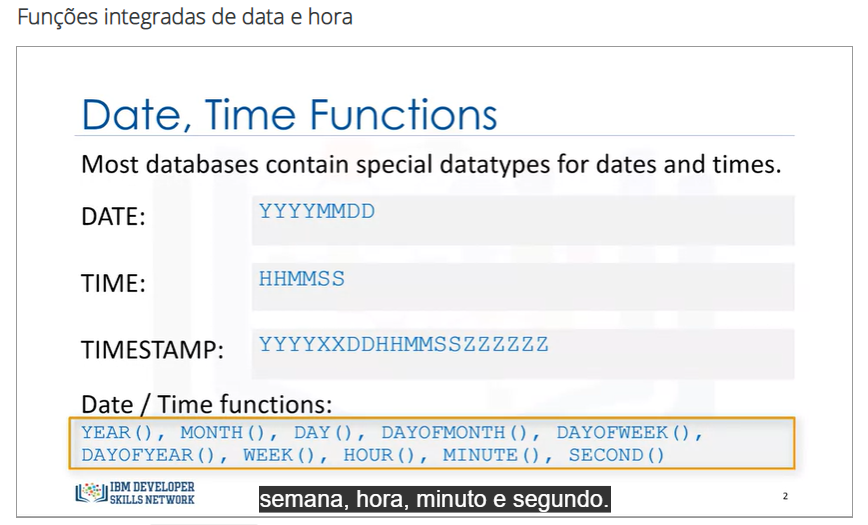 Funções integradas de data e hora
Date, Time Functions
Most databases contain special datatypes for dates and times.
DATE: YYYYMMDD
TIME: HHMMSS
TIMESTAMP: YYYYXXDDHHMMSSZZZZZZ
Date / Time functions:
YEAR(), MONTH(), DAY(), DAYOFMONTH(), DAYOFWEEK(),
DAYOFYEAR(), WEEK(), HOUR(), MINUTE(), SECOND()
IBM DEVELOPER
SKILLS NETWORK
semana, hora, minuto e segundo.
2